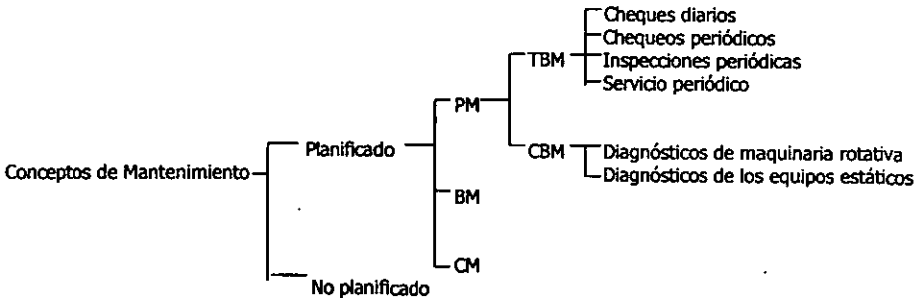 Cheques diarios
Chequeos periódicos
TBM
Inspecciones periódicas
Servicio periódico
PM
Planificado
CBM
Diagnósticos de maquinaria rotativa
Diagnósticos de los equipos estáticos
Conceptos de Mantenimiento
BM
CM
No planificado